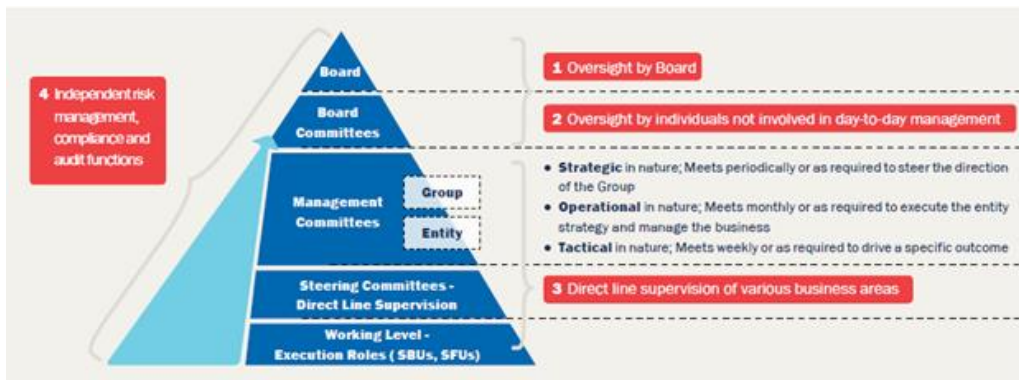 4 Independent risk
management,
compliance and
audit functions
Board
Board
Committees
Management
Committees
Group
Entity
Steering Committees -
Direct Line Supervision
Working Level -
Execution Roles ( SBUs, SFUs)
1 Oversight by Board
2 Oversight by individuals not involved in day-to-day management
• Strategic in nature; Meets periodically or as required to steer the direction
of the Group
• Operational in nature; Meets monthly or as required to execute the entity
strategy and manage the business
• Tactical in nature; Meets weekly or as required to drive a specific outcome
3 Direct line supervision of various business areas